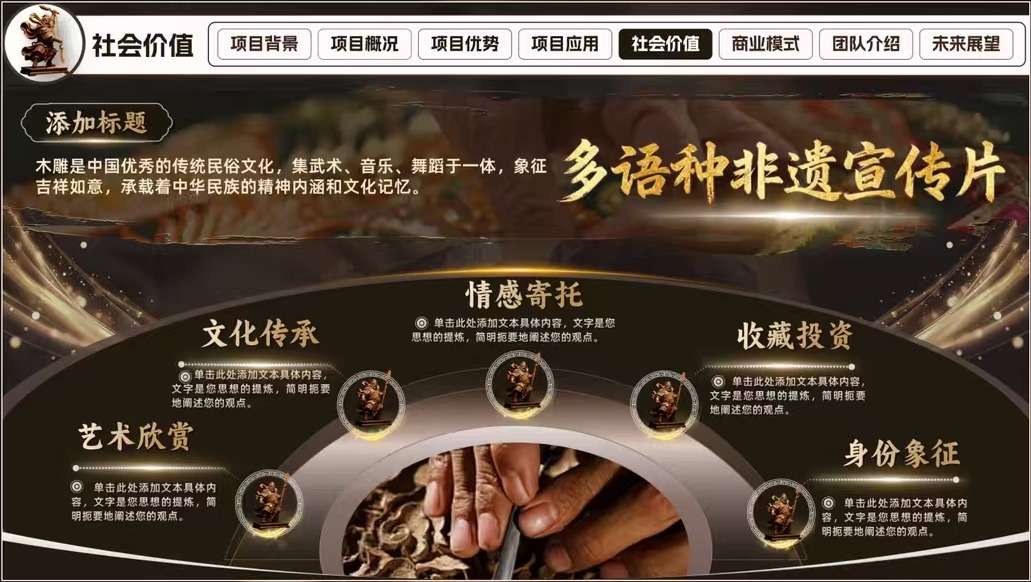 社会价值
项目背景
项目概况
项目优势
项目应用
社会价值
商业模式
团队介绍
未来展望
添加标题
木雕是中国优秀的传统民俗文化，集武术、音乐、舞蹈于一体，象征
吉祥如意，承载着中华民族的精神内涵和文化记忆。
多语种非遗宣传片
情感寄托
单击此处添加文本具体内容，文字是您
思想的提炼，简明扼要地阐述您的观点。
文化传承
单击此处添加文本具体内容，
文字是您思想的提炼，简明扼要
地阐述您的观点。
收藏投资
单击此处添加文本具体内容，
文字是您思想的提炼，简明扼要
地阐述您的观点。
艺术欣赏
单击此处添加文本具体内
容，文字是您思想的提炼，简
明扼要地阐述您的观点。
身份象征
单击此处添加文本具体内
容，文字是您思想的提炼，简
明扼要地阐述您的观点。